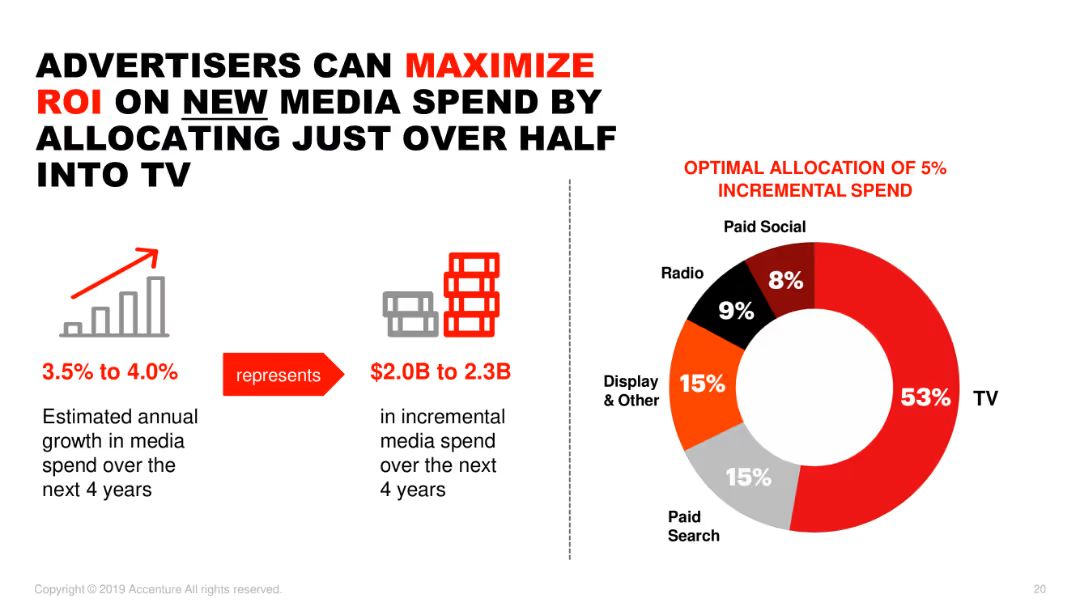 ADVERTISERS CAN MAXIMIZE
ROI ON NEW MEDIA SPEND BY
ALLOCATING JUST OVER HALF
INTO TV
3.5% to 4.0%
Estimated annual
growth in media
spend over the
next 4 years
represents
$2.0B to 2.3B
in incremental
media spend
over the next
4 years
OPTIMAL ALLOCATION OF 5%
INCREMENTAL SPEND
Paid Social
8%
Radio
9%
Display
& Other
15%
53%
TV
15%
Paid
Search
Copyright © 2019 Accenture All rights reserved.
20